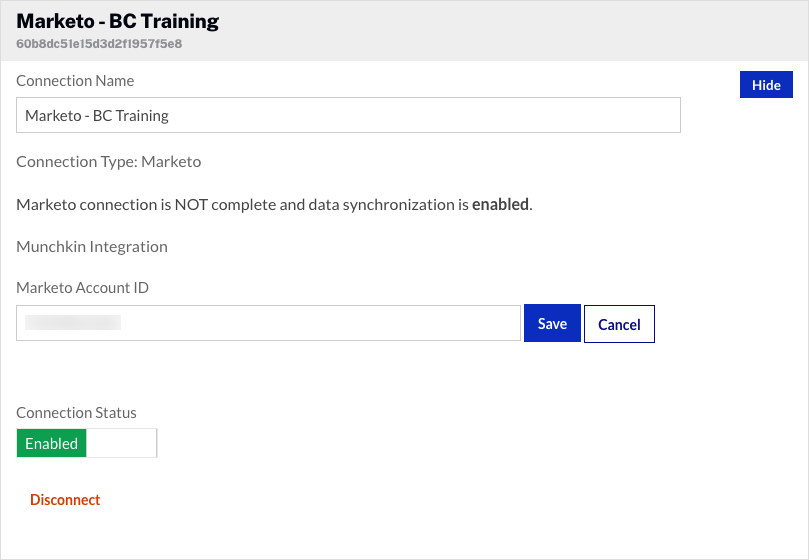 Marketo - BC Training
60b8dc51e15d3d2f1957f5e8
Connection Name
Hide
Marketo - BC Training
Connection Type: Marketo
Marketo connection is NOT complete and data synchronization is enabled.
Munchkin Integration
Marketo Account ID
Save Cancel
Connection Status
Enabled
Disconnect